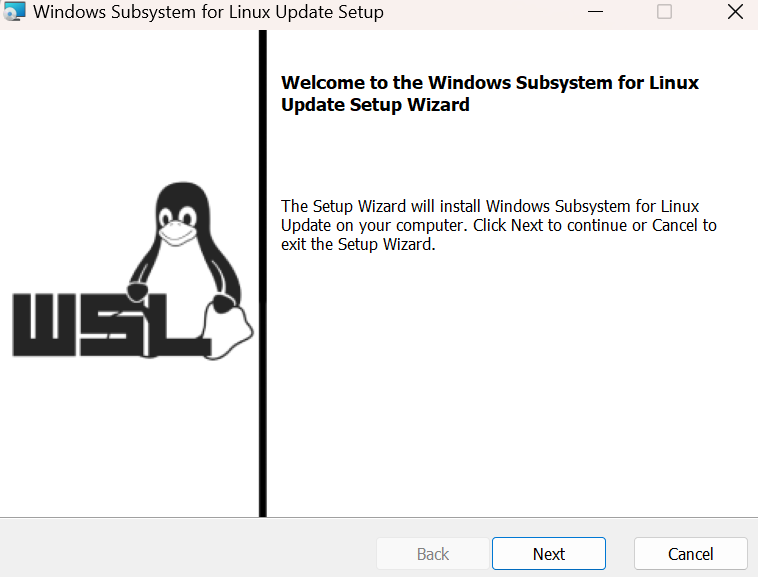 Windows Subsystem for Linux Update Setup
Welcome to the Windows Subsystem for Linux
Update Setup Wizard
The Setup Wizard will install Windows Subsystem for Linux
Update on your computer. Click Next to continue or Cancel to
exit the Setup Wizard.
WSL
Back
Next
Cancel